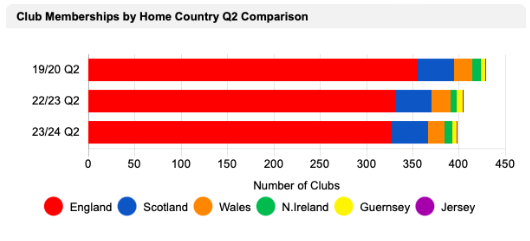 Club Memberships by Home Country Q2 Comparison
19/20 Q2
22/23 Q2
23/24 Q2
0 50 100 150 200 250 300 350 400 450
Number of Clubs
England Scotland Wales N.Ireland Guernsey Jersey